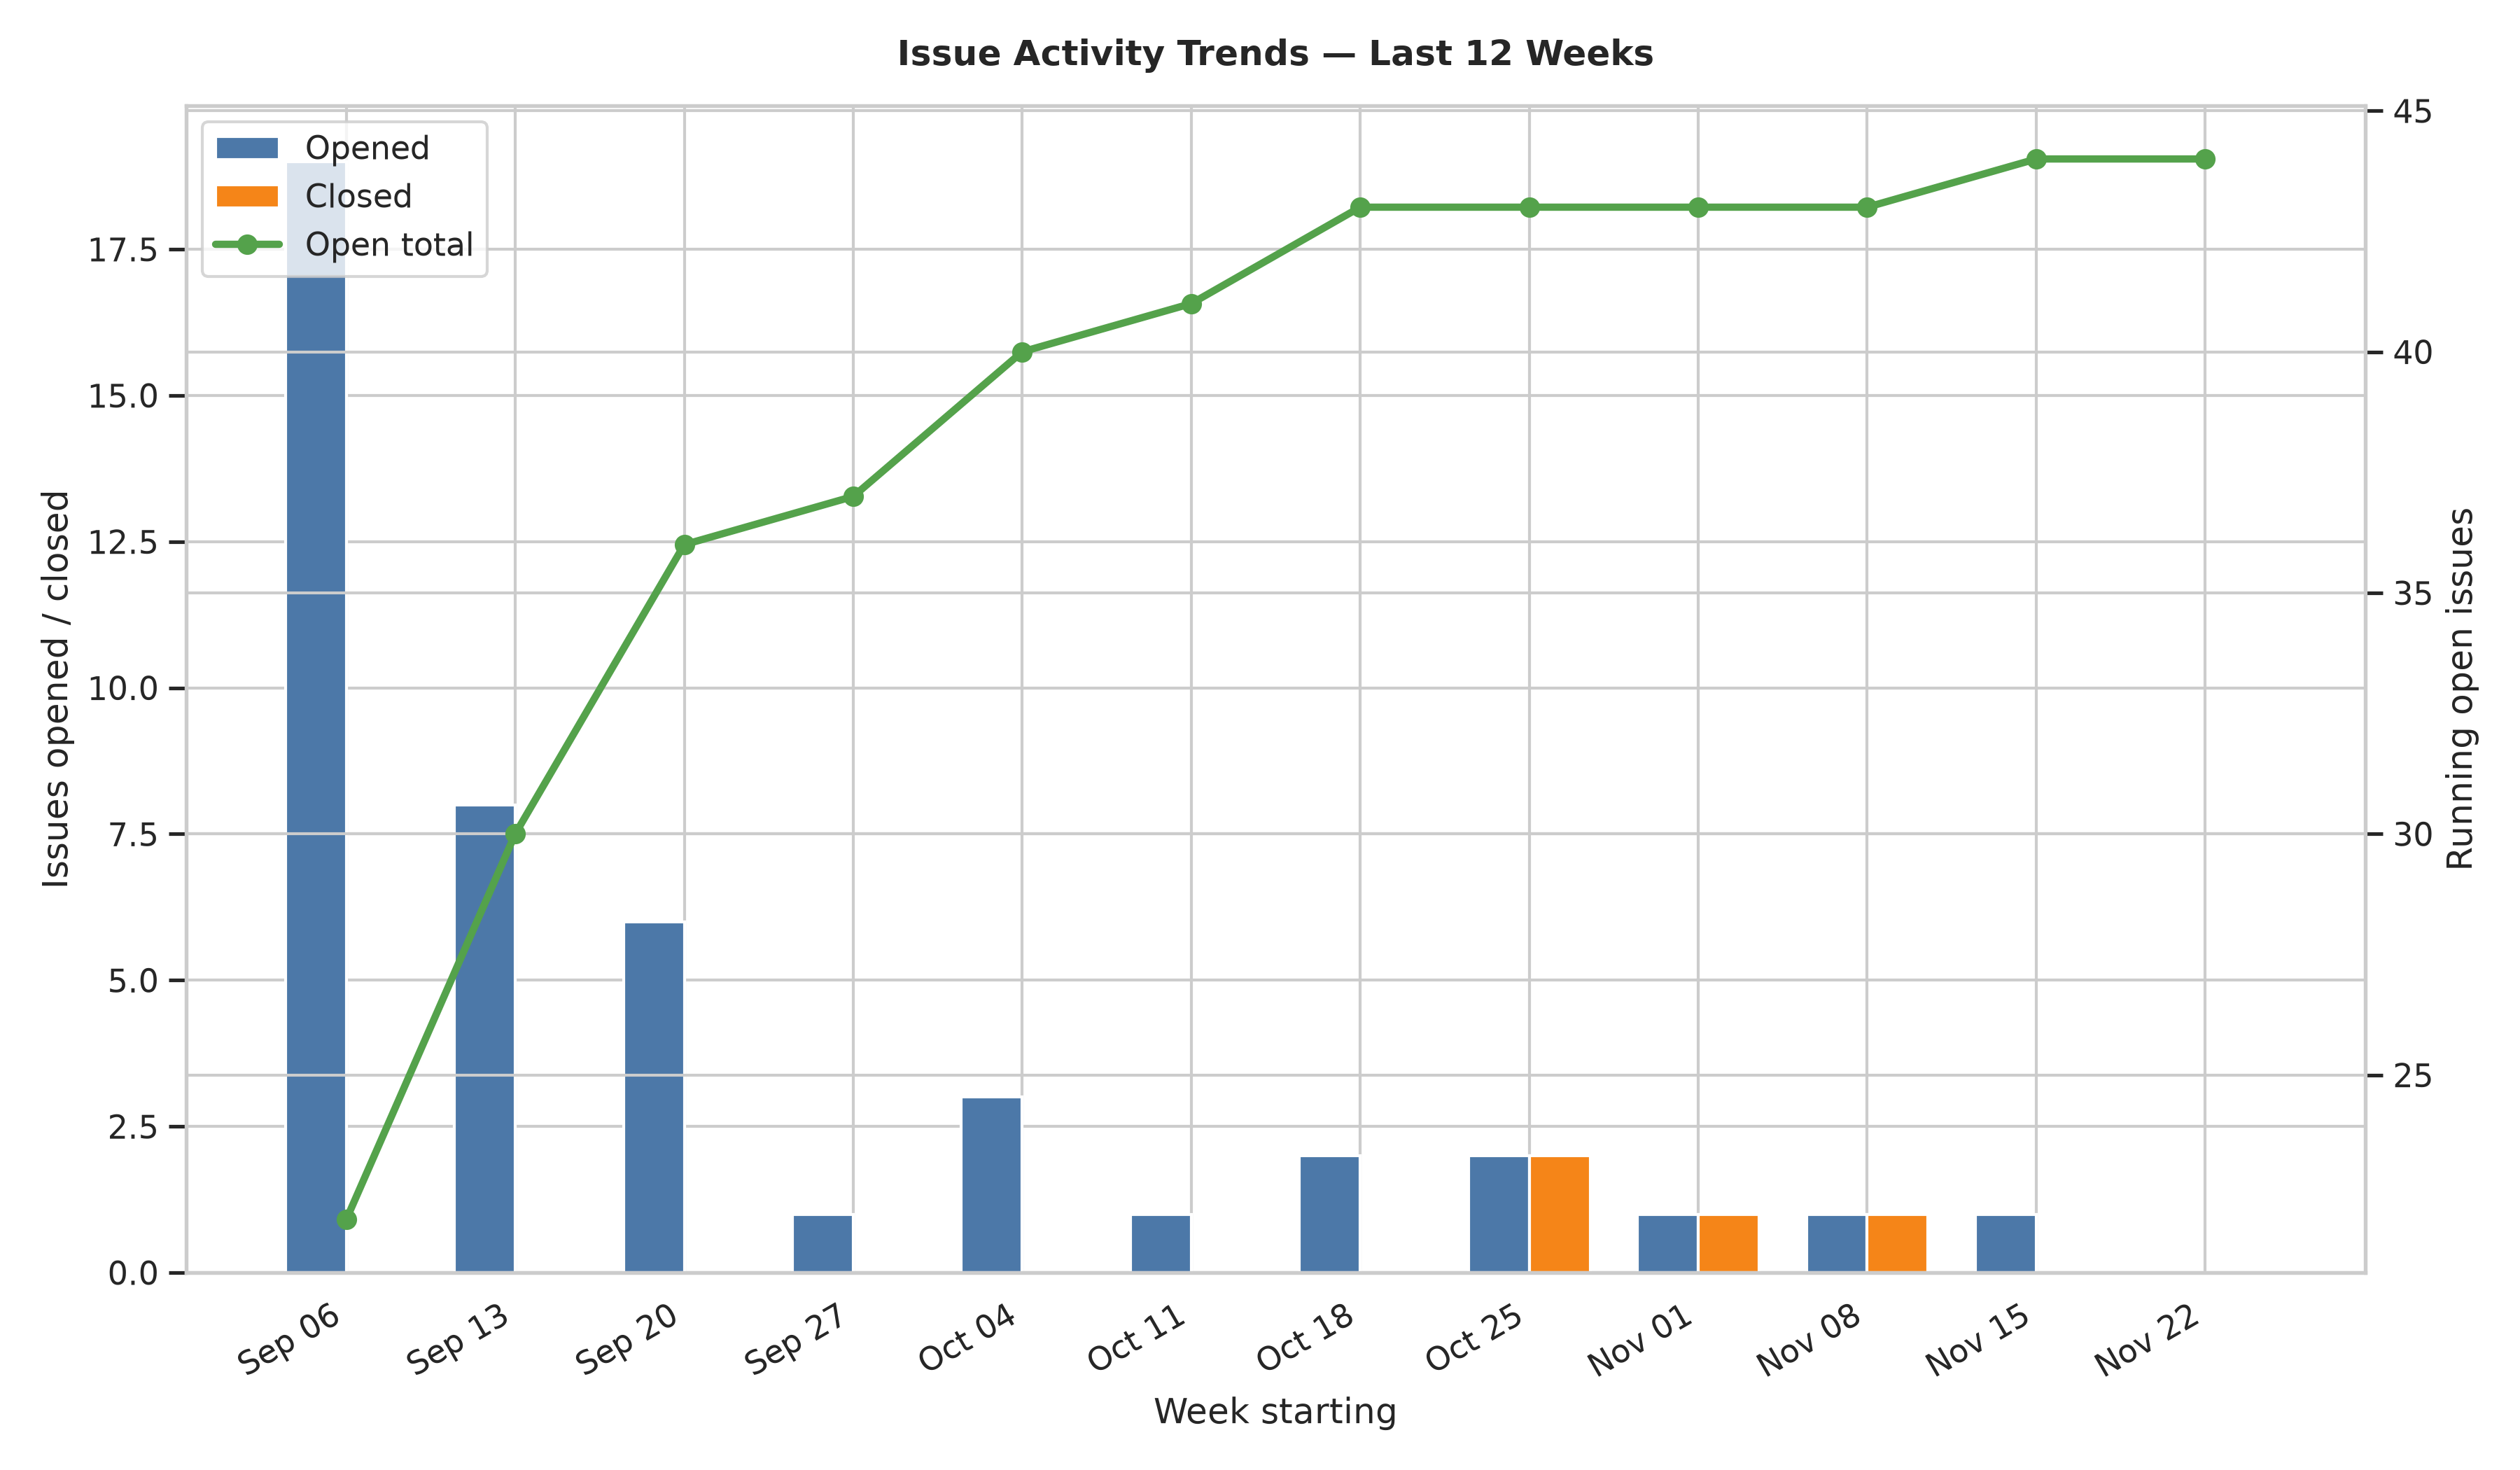 Issue Activity Trends — Last 12 Weeks
Opened
Closed
Open total
Issues opened / closed
17.5
15.0
12.5
10.0
7.5
5.0
2.5
0.0
45
40
35
30
25
Running open issues
Sep 06
Sep 13
Sep 20
Sep 27
Oct 04
Oct 11
Oct 18
Oct 25
Nov 01
Nov 08
Nov 15
Nov 22
Week starting